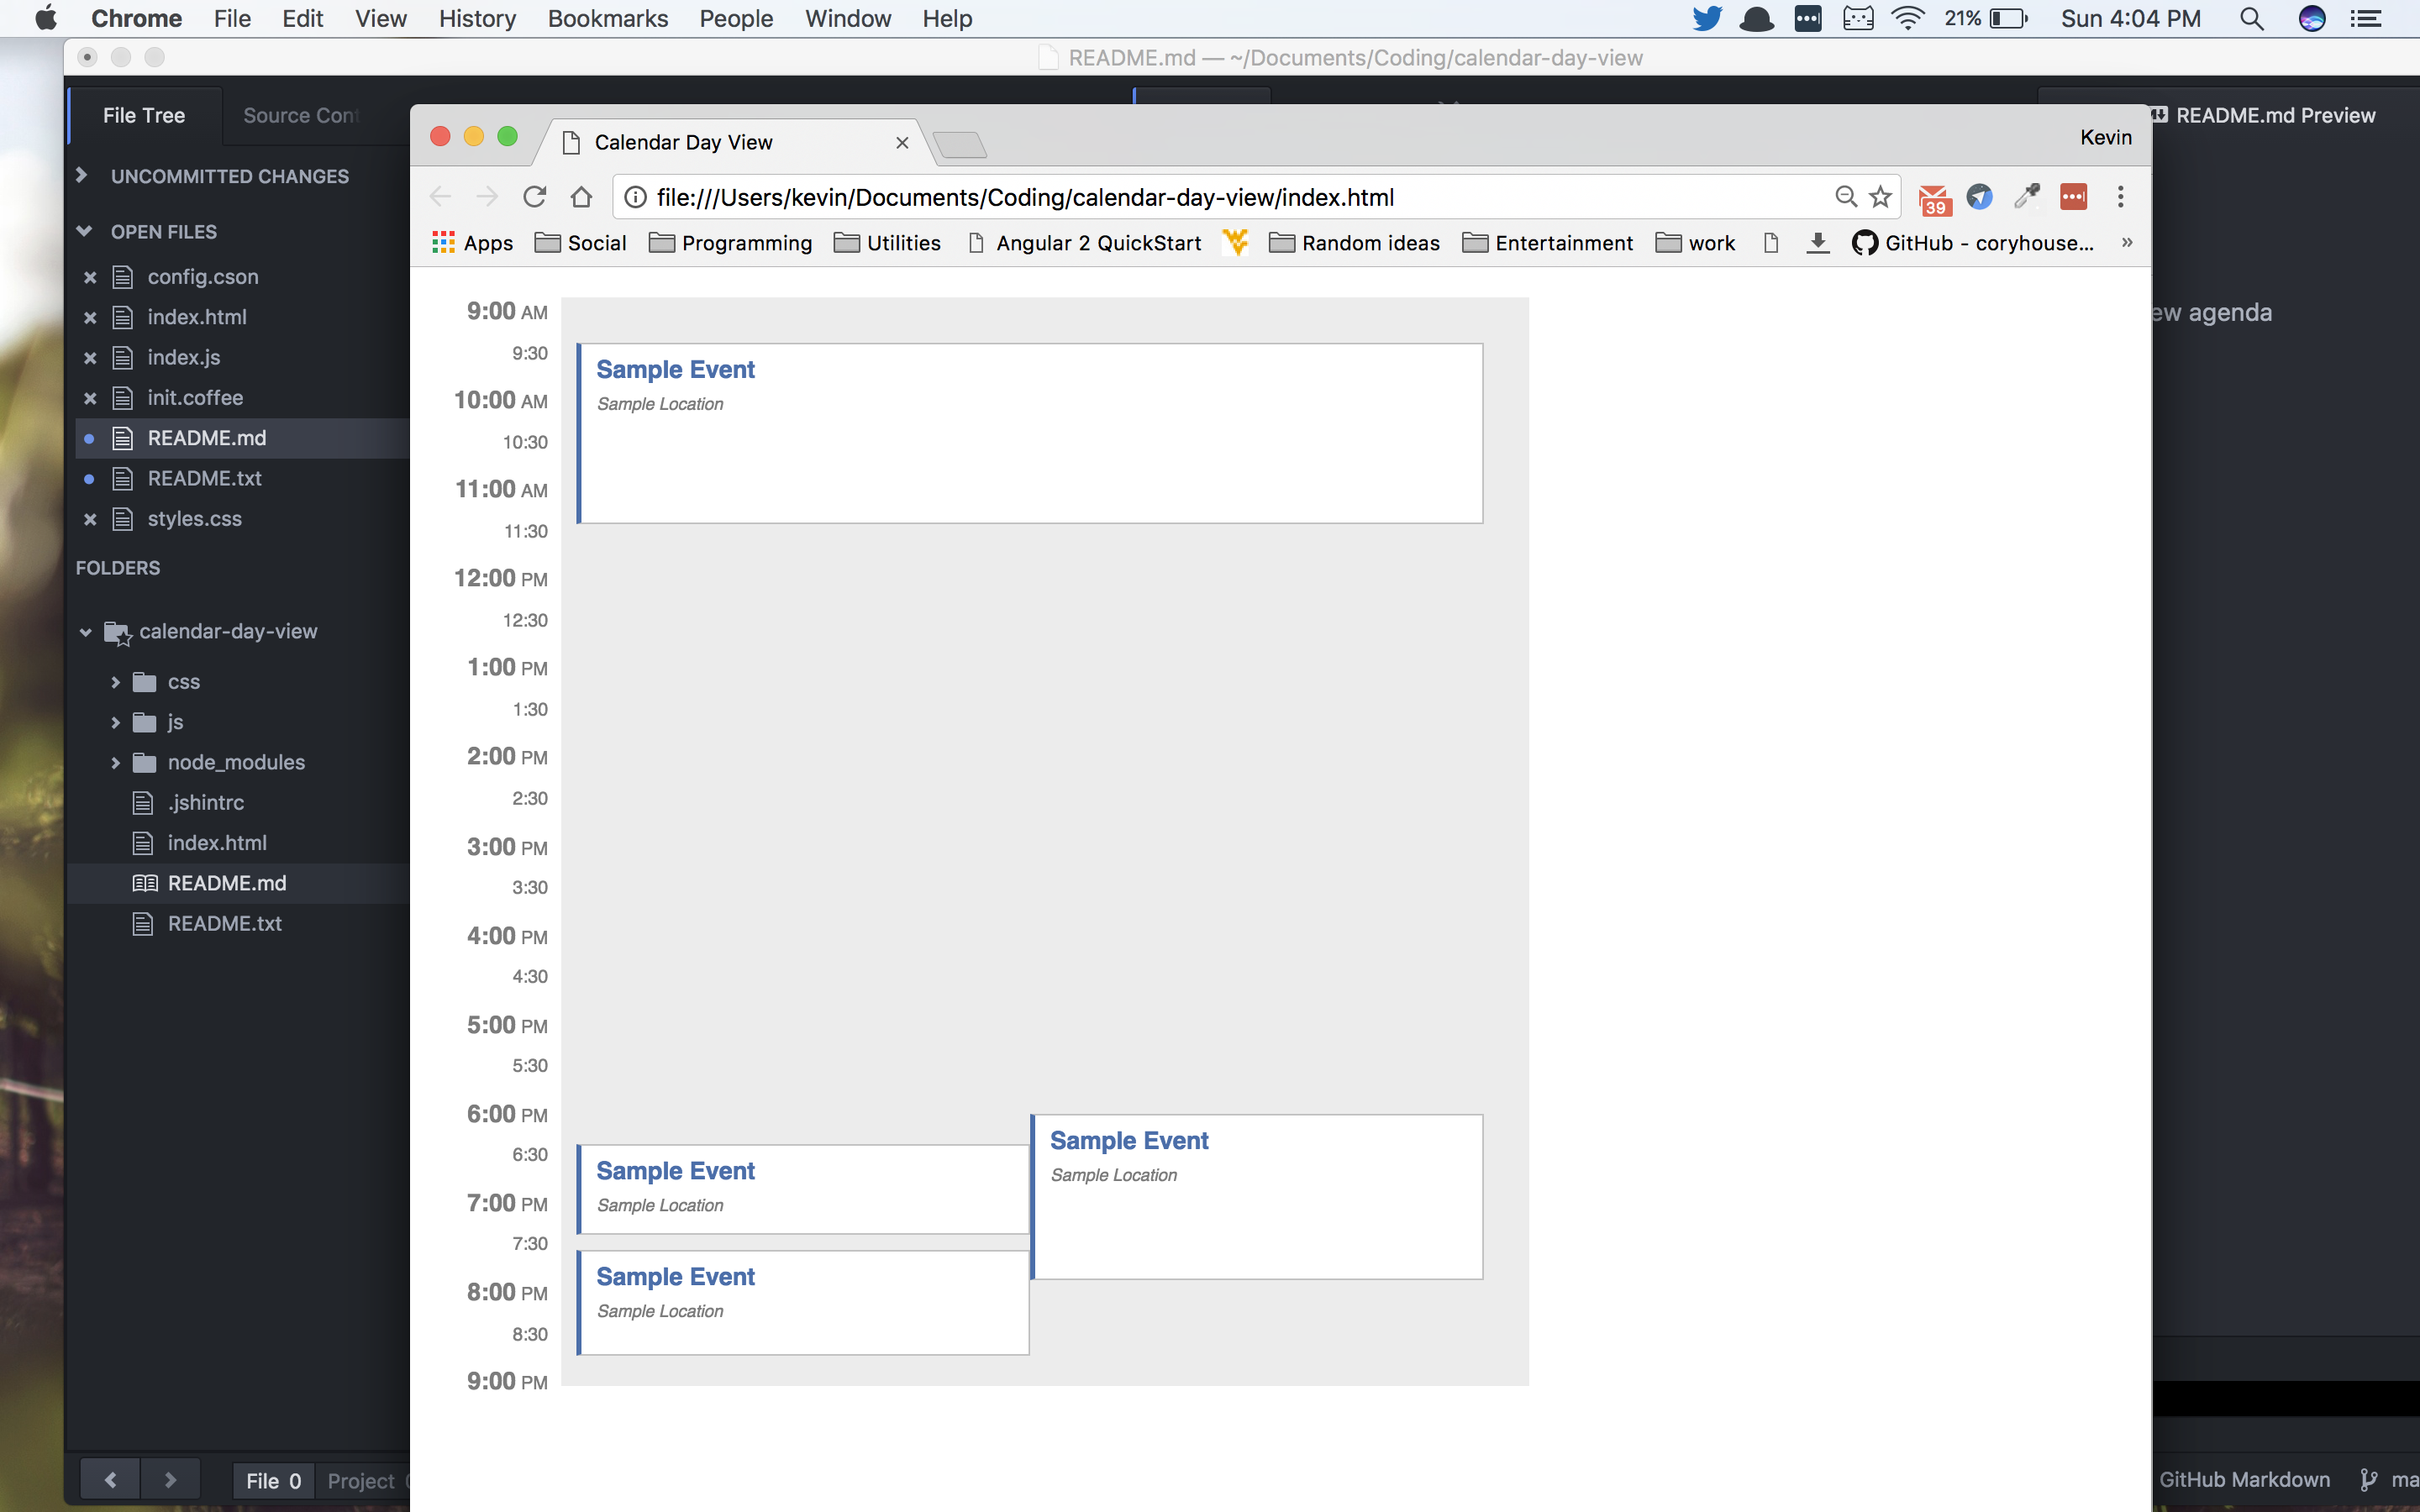 Chrome File Edit View History Bookmarks People Window Help 21% Sun 4:04 PM
README.md — ~/Documents/Coding/calendar-day-view
File Tree Source Cont
README.md Preview
Calendar Day View
Kevin
file:///Users/kevin/Documents/Coding/calendar-day-view/index.html
39
Apps Social Programming Utilities Angular 2 QuickStart Random ideas Entertainment work GitHub - coryhouse... »
UNCOMMITTED CHANGES
OPEN FILES
config.cson
index.html
index.js
init.coffee
README.md
README.txt
styles.css
FOLDERS
calendar-day-view
css
js
node_modules
.jshintrc
index.html
README.md
README.txt
File 0 Project
9:00 AM
9:30
10:00 AM
10:30
11:00 AM
11:30
12:00 PM
12:30
1:00 PM
1:30
2:00 PM
2:30
3:00 PM
3:30
4:00 PM
4:30
5:00 PM
5:30
6:00 PM
6:30
7:00 PM
7:30
8:00 PM
8:30
9:00 PM
Sample Event
Sample Location
Sample Event
Sample Location
Sample Event
Sample Location
Sample Event
Sample Location
ew agenda
GitHub Markdown ma